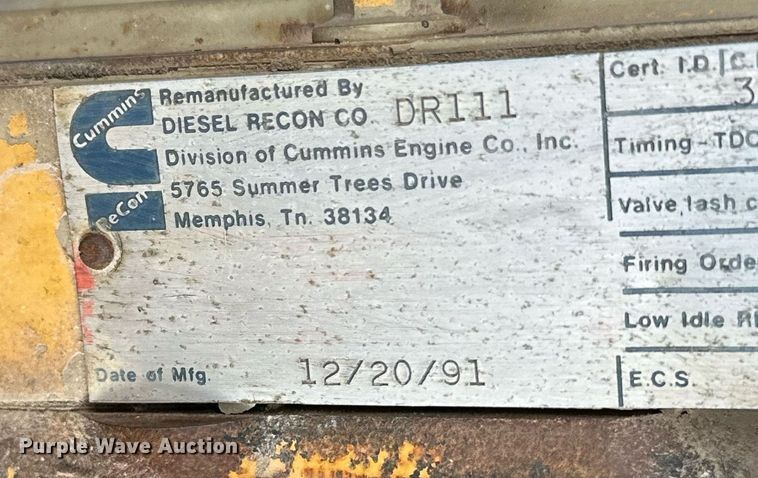 Cummins
ReCon
Remanufactured By
DIESEL RECON CO. DR111
Division of Cummins Engine Co., Inc.
5765 Summer Trees Drive
Memphis, Tn. 38134
Date of Mfg. 12/20/91
Cert. I.D.
3
Timing - TDC
Valve lash c
Firing Orde
Low Idle R
E.C.S.
Purple Wave Auction